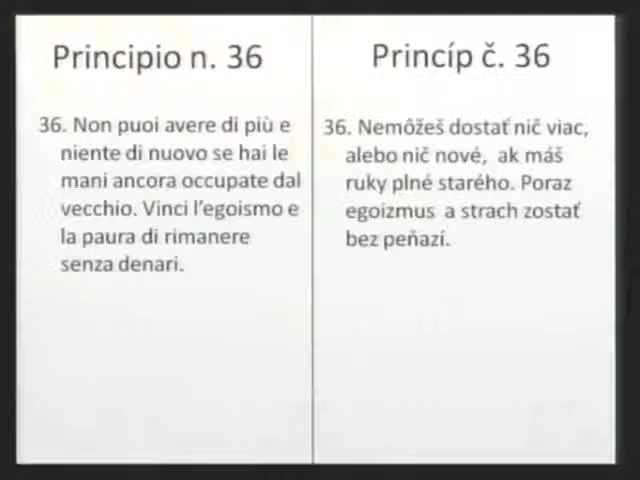 Principio n. 36
36. Non puoi avere di più e
niente di nuovo se hai le
mani ancora occupate dal
vecchio. Vinci l'egoismo e
la paura di rimanere
senza denari.
Princíp č. 36
36. Nemôžeš dostať nič viac,
alebo nič nové, ak máš
ruky plné starého. Poraz
egoizmus a strach zostať
bez peňazí.